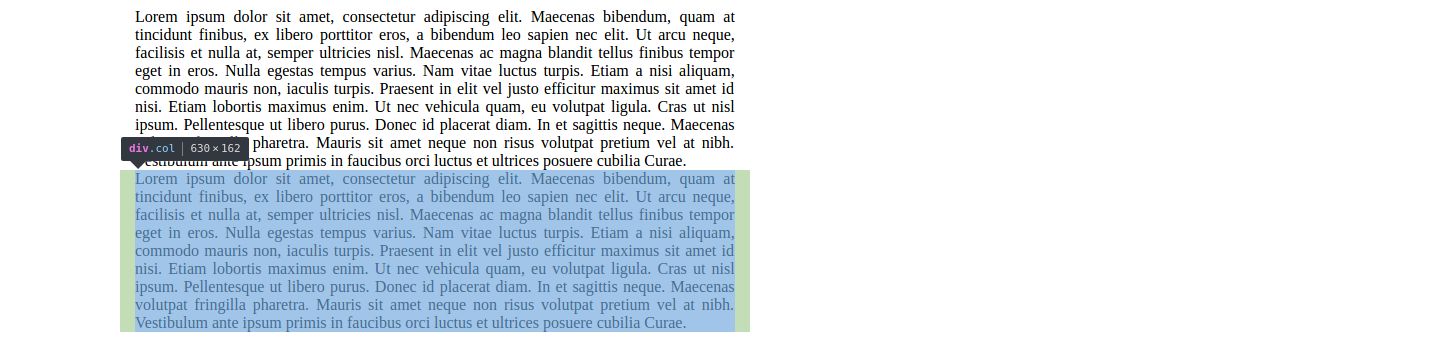 Lorem ipsum dolor sit amet, consectetur adipiscing elit. Maecenas bibendum, quam at
tincidunt finibus, ex libero porttitor eros, a bibendum leo sapien nec elit. Ut arcu neque,
facilisis et nulla at, semper ultricies nisl. Maecenas ac magna blandit tellus finibus tempor
eget in eros. Nulla egestas tempus varius. Nam vitae luctus turpis. Etiam a nisi aliquam,
commodo mauris non, iaculis turpis. Praesent in elit vel justo efficitur maximus sit amet id
nisi. Etiam lobortis maximus enim. Ut nec vehicula quam, eu volutpat ligula. Cras ut nisl
ipsum. Pellentesque ut libero purus. Donec id placerat diam. In et sagittis neque. Maecenas
pharetra. Mauris sit amet neque non risus volutpat pretium vel at nibh.
div.col 630 × 162
Vestibulum ante ipsum primis in faucibus orci luctus et ultrices posuere cubilia Curae.
Lorem ipsum dolor sit amet, consectetur adipiscing elit. Maecenas bibendum, quam at
tincidunt finibus, ex libero porttitor eros, a bibendum leo sapien nec elit. Ut arcu neque,
facilisis et nulla at, semper ultricies nisl. Maecenas ac magna blandit tellus finibus tempor
eget in eros. Nulla egestas tempus varius. Nam vitae luctus turpis. Etiam a nisi aliquam,
commodo mauris non, iaculis turpis. Praesent in elit vel justo efficitur maximus sit amet id
nisi. Etiam lobortis maximus enim. Ut nec vehicula quam, eu volutpat ligula. Cras ut nisl
ipsum. Pellentesque ut libero purus. Donec id placerat diam. In et sagittis neque. Maecenas
volutpat fringilla pharetra. Mauris sit amet neque non risus volutpat pretium vel at nibh.
Vestibulum ante ipsum primis in faucibus orci luctus et ultrices posuere cubilia Curae.